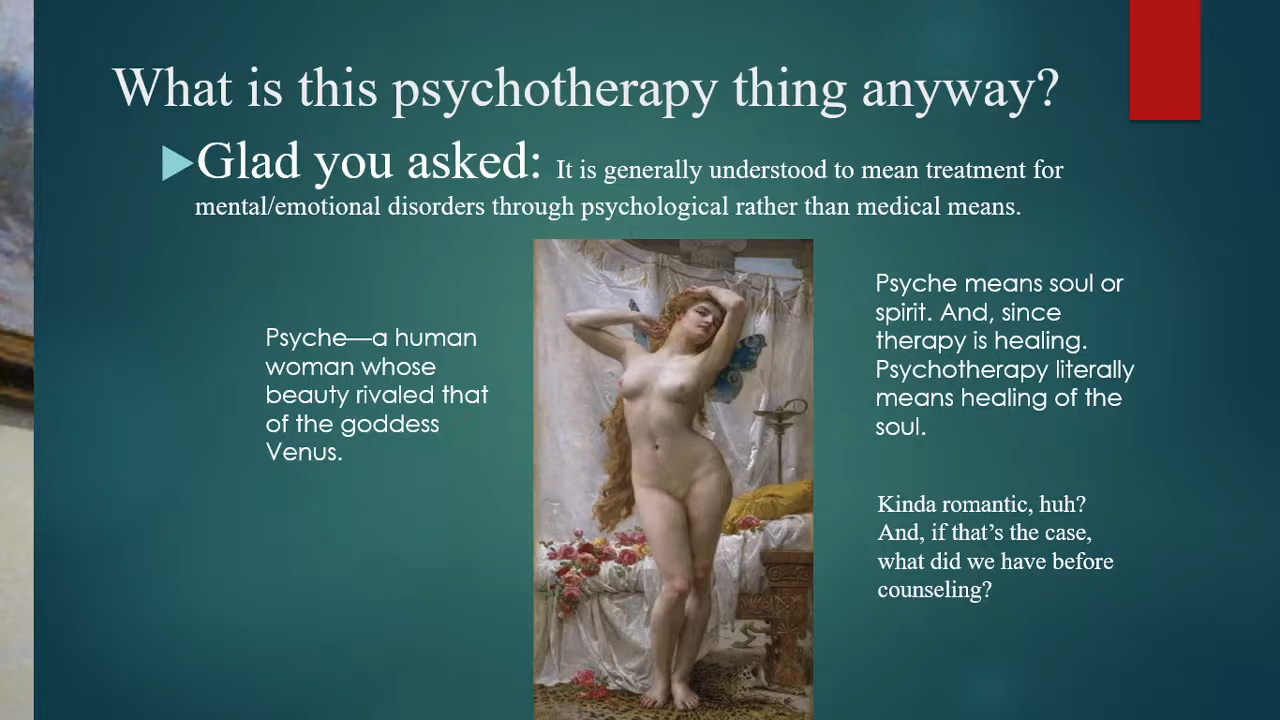 What is this psychotherapy thing anyway?
Glad you asked: It is generally understood to mean treatment for
mental/emotional disorders through psychological rather than medical means.
Psyche—a human
woman whose
beauty rivaled that
of the goddess
Venus.
Psyche means soul or
spirit. And, since
therapy is healing.
Psychotherapy literally
means healing of the
soul.
Kinda romantic, huh?
And, if that’s the case,
what did we have before
counseling?